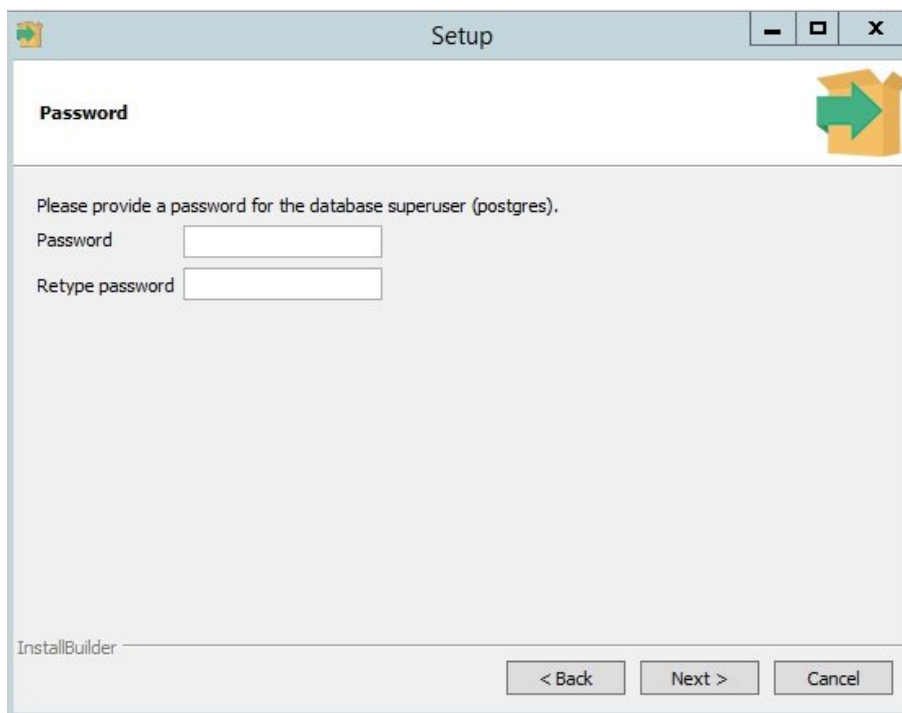 Setup
Password
Please provide a password for the database superuser (postgres).
Password
Retype password
InstallBuilder
< Back Next > Cancel